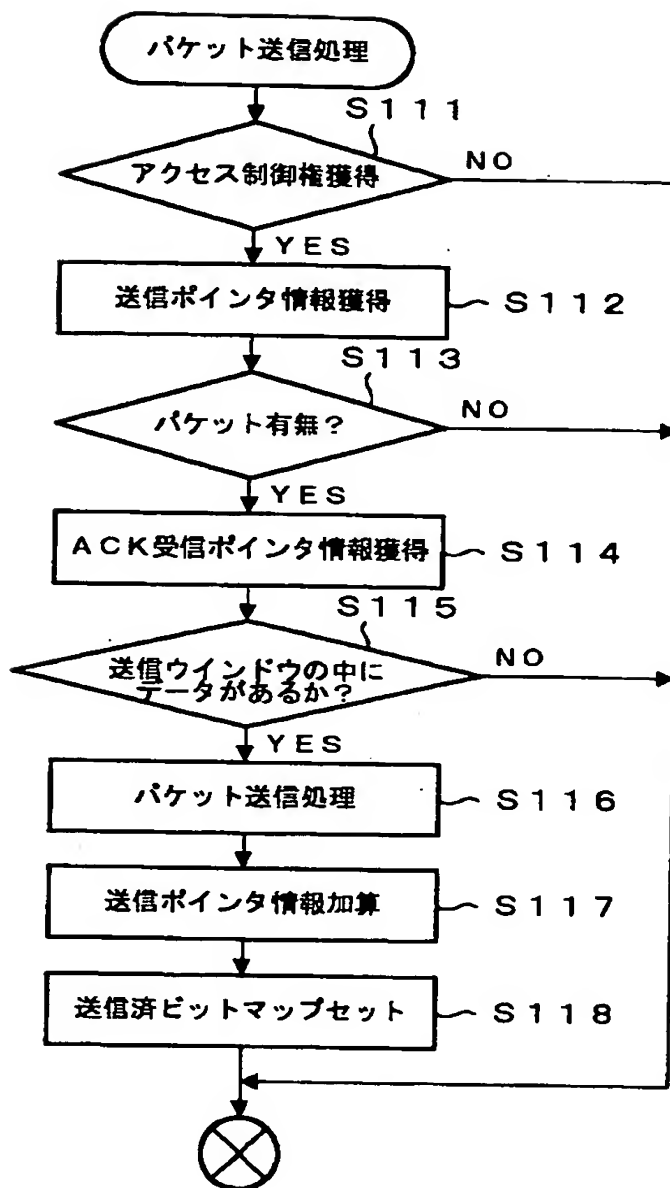 パケット送信処理
S111
アクセス制御権獲得
NO
YES
送信ポインタ情報獲得
S112
S113
パケット有無?
NO
YES
ACK受信ポインタ情報獲得
S114
S115
送信ウインドウの中に
データがあるか?
NO
YES
パケット送信処理
S116
送信ポインタ情報加算
S117
送信済ビットマップセット
S118